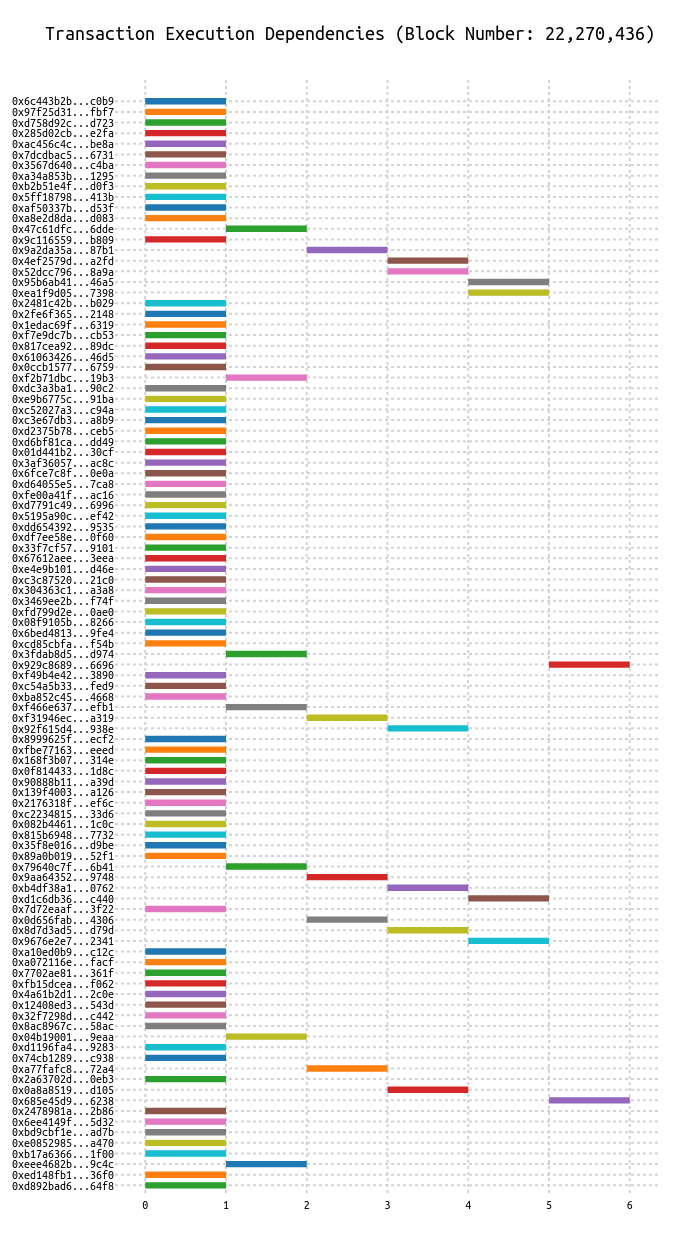 Transaction Execution Dependencies (Block Number: 22,270,436)
0x6c443b2b...c0b9
0x97f25d31...fbf7
0xd758d92c...d723
0x285d02cb...e2fa
0xac456c4c...be8a
0x7dcdbac5...6731
0x3567d640...c4ba
0xa34a853b...1295
0xb2b51e4f...d0f3
0x5ff18798...413b
0xaf50337b...d53f
0xa8e2d8da...d083
0x47c61dfc...6dde
0x9c116559...b809
0x9a2da35a...87b1
0x4ef2579d...a2fd
0x52dcc796...8a9a
0x95b6ab41...46a5
0xea1f9d05...7398
0x2481c42b...b029
0x2fe6f365...2148
0x1edac69f...6319
0xf7e9dc7b...cb53
0x817cea92...89dc
0x61063426...46d5
0x0ccb1577...6759
0xf2b71dbc...19b3
0xdc3a3ba1...90c2
0xe9b6775c...91ba
0xc52027a3...c94a
0xc3e67db3...a8b9
0xd2375b78...ceb5
0xd6bf81ca...dd49
0x01d441b2...30cf
0x3af36057...ac8c
0x6fce7c8f...0e0a
0xd64055e5...7ca8
0xfe00a41f...ac16
0xd7791c49...6996
0x5195a90c...ef42
0xdd654392...9535
0xdf7ee58e...0f60
0x33f7cf57...9101
0x67612aee...3eea
0xe4e9b101...d46e
0xc3c87520...21c0
0x304363c1...a3a8
0x3469ee2b...f74f
0xfd799d2e...0ae0
0x08f9105b...8266
0x6bed4813...9fe4
0xcd85cbfa...f54b
0x3fdab8d5...d974
0x929c8689...6696
0xf49b4e42...3890
0xc54a5b33...fed9
0xba852c45...4668
0xf466e637...efb1
0xf31946ec...a319
0x92f615d4...938e
0x8999625f...ecf2
0xfbe77163...eeed
0x168f3b07...314e
0x0f814433...1d8c
0x90888b11...a39d
0x139f4003...a126
0x2176318f...ef6c
0xc2234815...33d6
0x082b4461...1c0c
0x815b6948...7732
0x35f8e016...d9be
0x89a0b019...52f1
0x79640c7f...6b41
0x9aa64352...9748
0xb4df38a1...0762
0xd1c6db36...c440
0x7d72eaaf...3f22
0x0d656fab...4306
0x8d7d3ad5...d79d
0x9676e2e7...2341
0xa10ed0b9...c12c
0xa072116e...facf
0x7702ae81...361f
0xfb15dcea...f062
0x4a61b2d1...2c0e
0x12408ed3...543d
0x32f7298d...c442
0x8ac8967c...58ac
0x04b19001...9eaa
0xd1196fa4...9283
0x74cb1289...c938
0xa77fafc8...72a4
0x2a63702d...0eb3
0x0a8a8519...d105
0x685e45d9...6238
0x2478981a...2b86
0x6ee4149f...5d32
0xbd9cbf1e...ad7b
0xe0852985...a470
0xb17a6366...1f00
0xeee4682b...9c4c
0xed148fb1...36f0
0xd892bad6...64f8
0 1 2 3 4 5 6